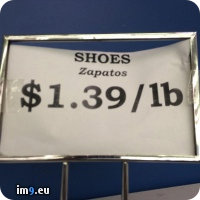 SHOES
Zapatos
$1.39/lb
im9.eu